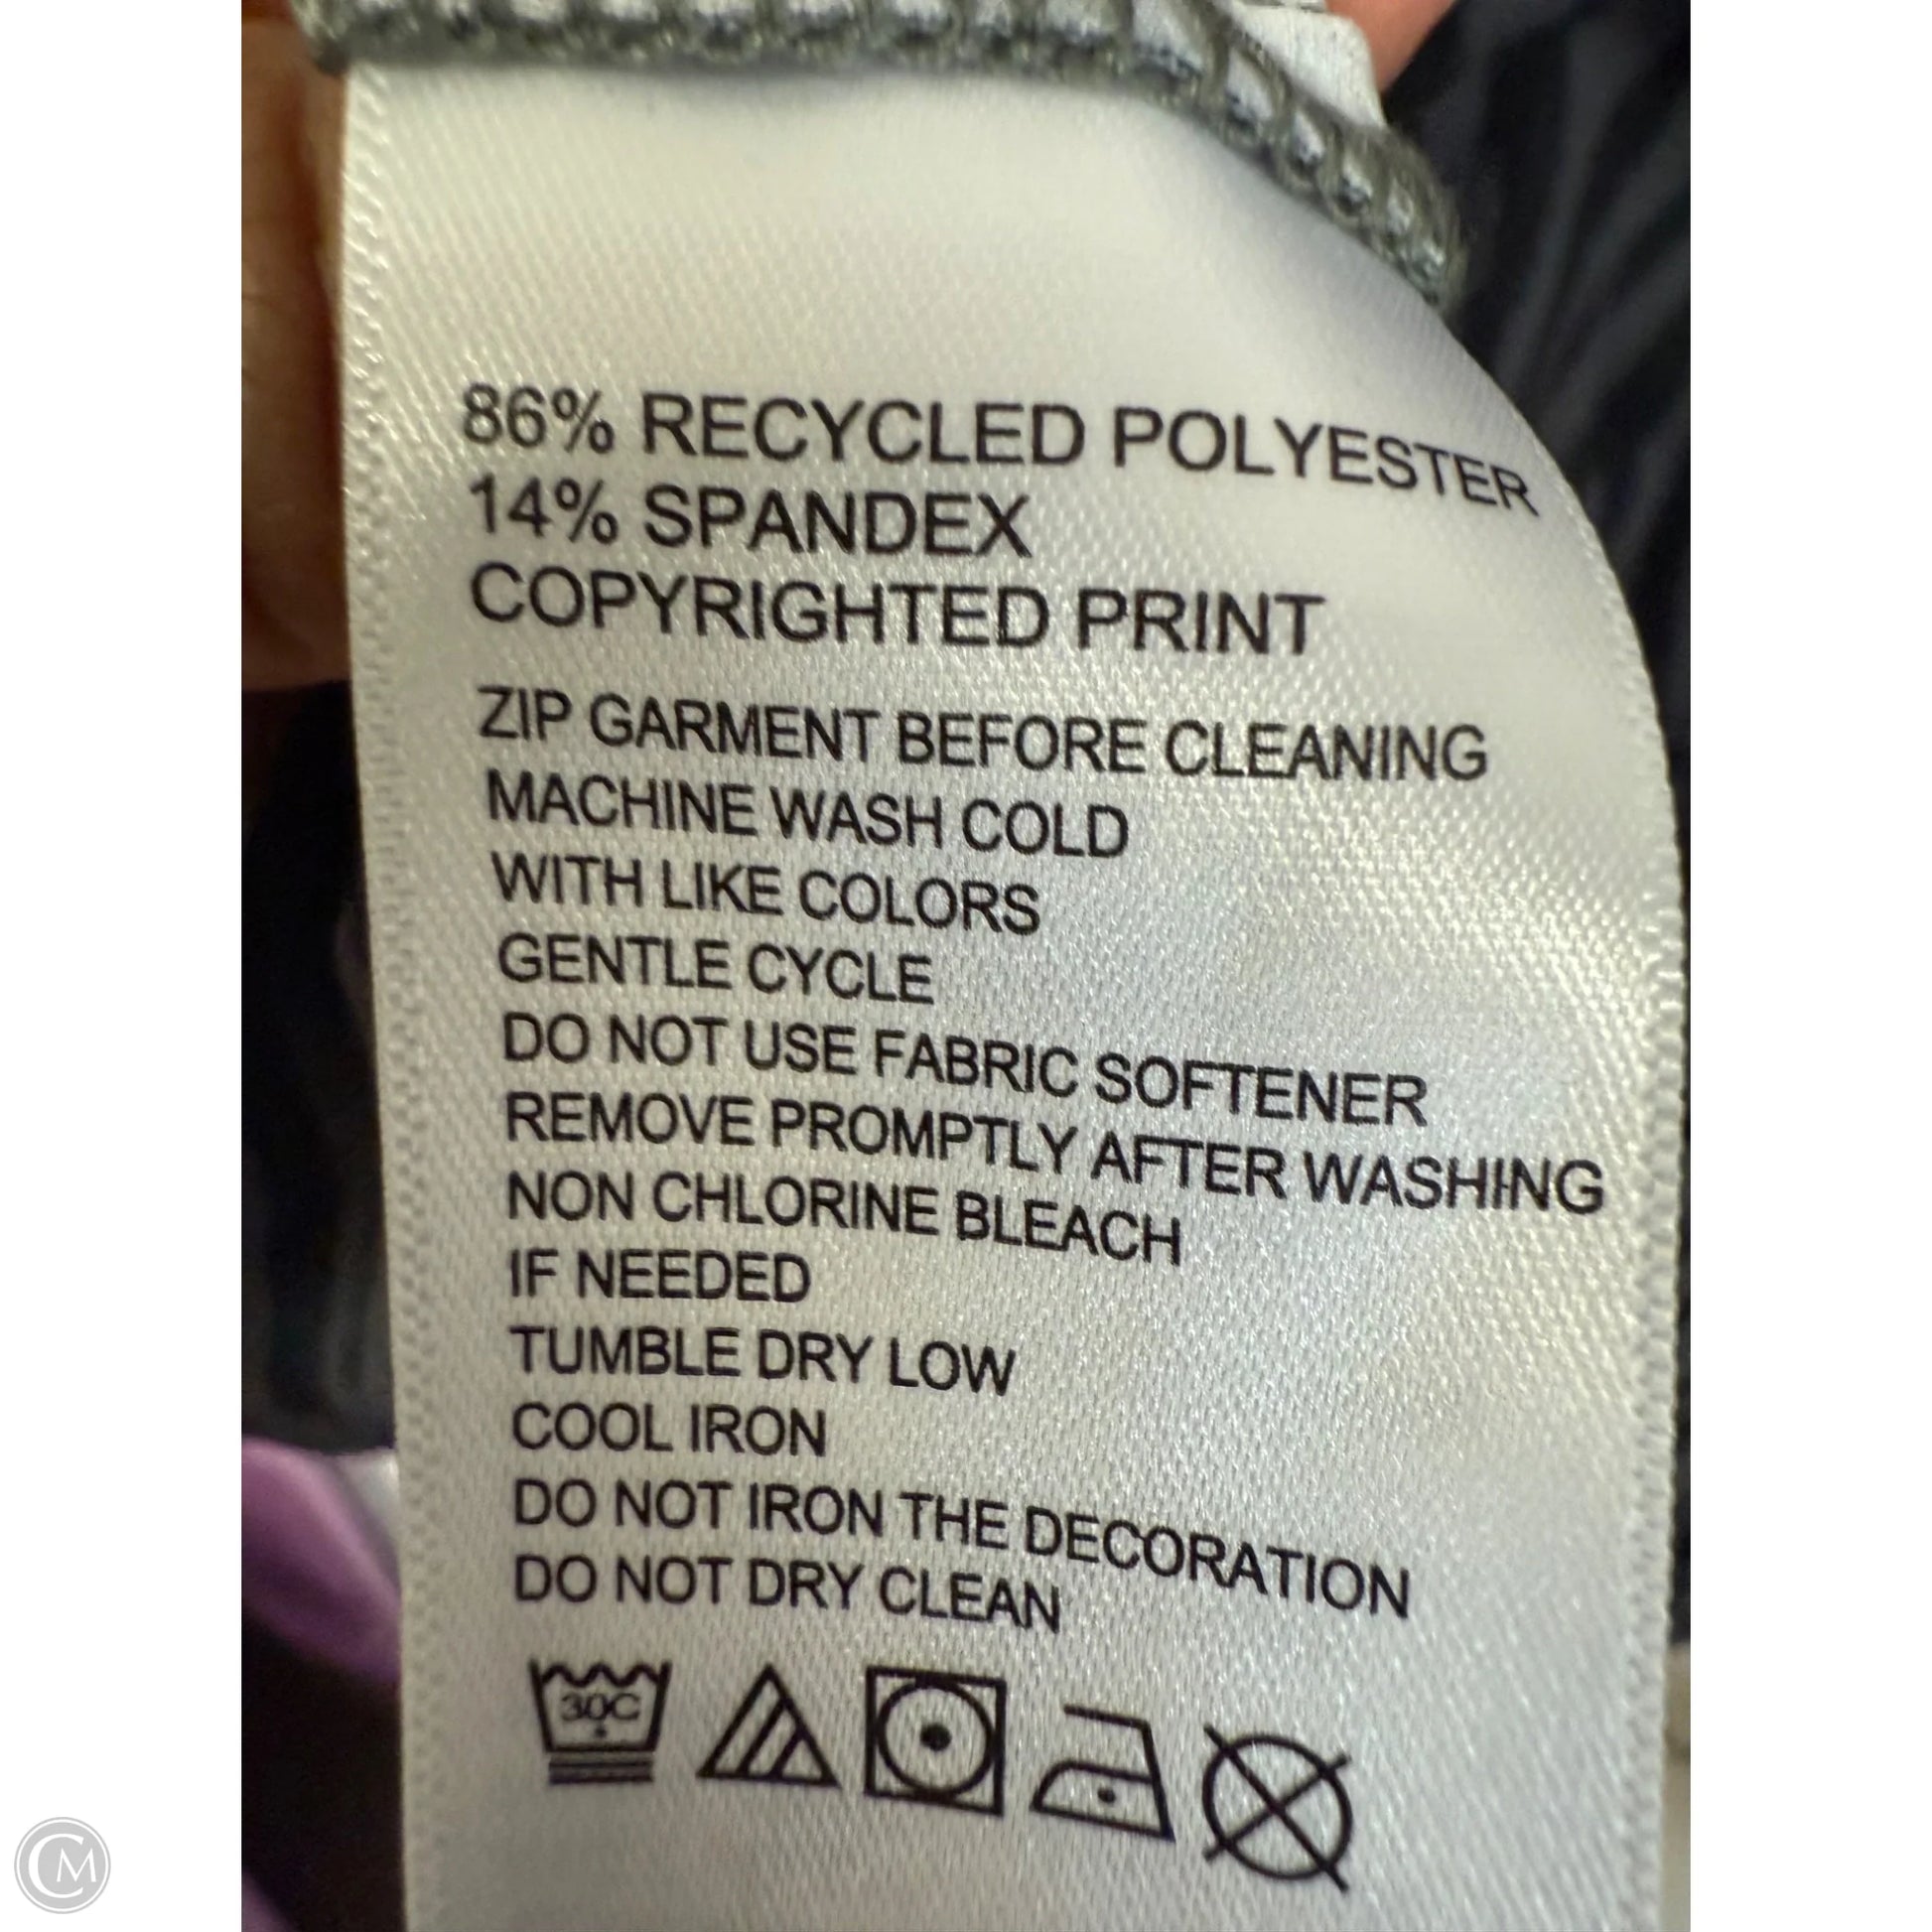 86% RECYCLED POLYESTER
14% SPANDEX
COPYRIGHTED PRINT
ZIP GARMENT BEFORE CLEANING
MACHINE WASH COLD
WITH LIKE COLORS
GENTLE CYCLE
DO NOT USE FABRIC SOFTENER
REMOVE PROMPTLY AFTER WASHING
NON CHLORINE BLEACH
IF NEEDED
TUMBLE DRY LOW
COOL IRON
DO NOT IRON THE DECORATION
DO NOT DRY CLEAN
30C
CM